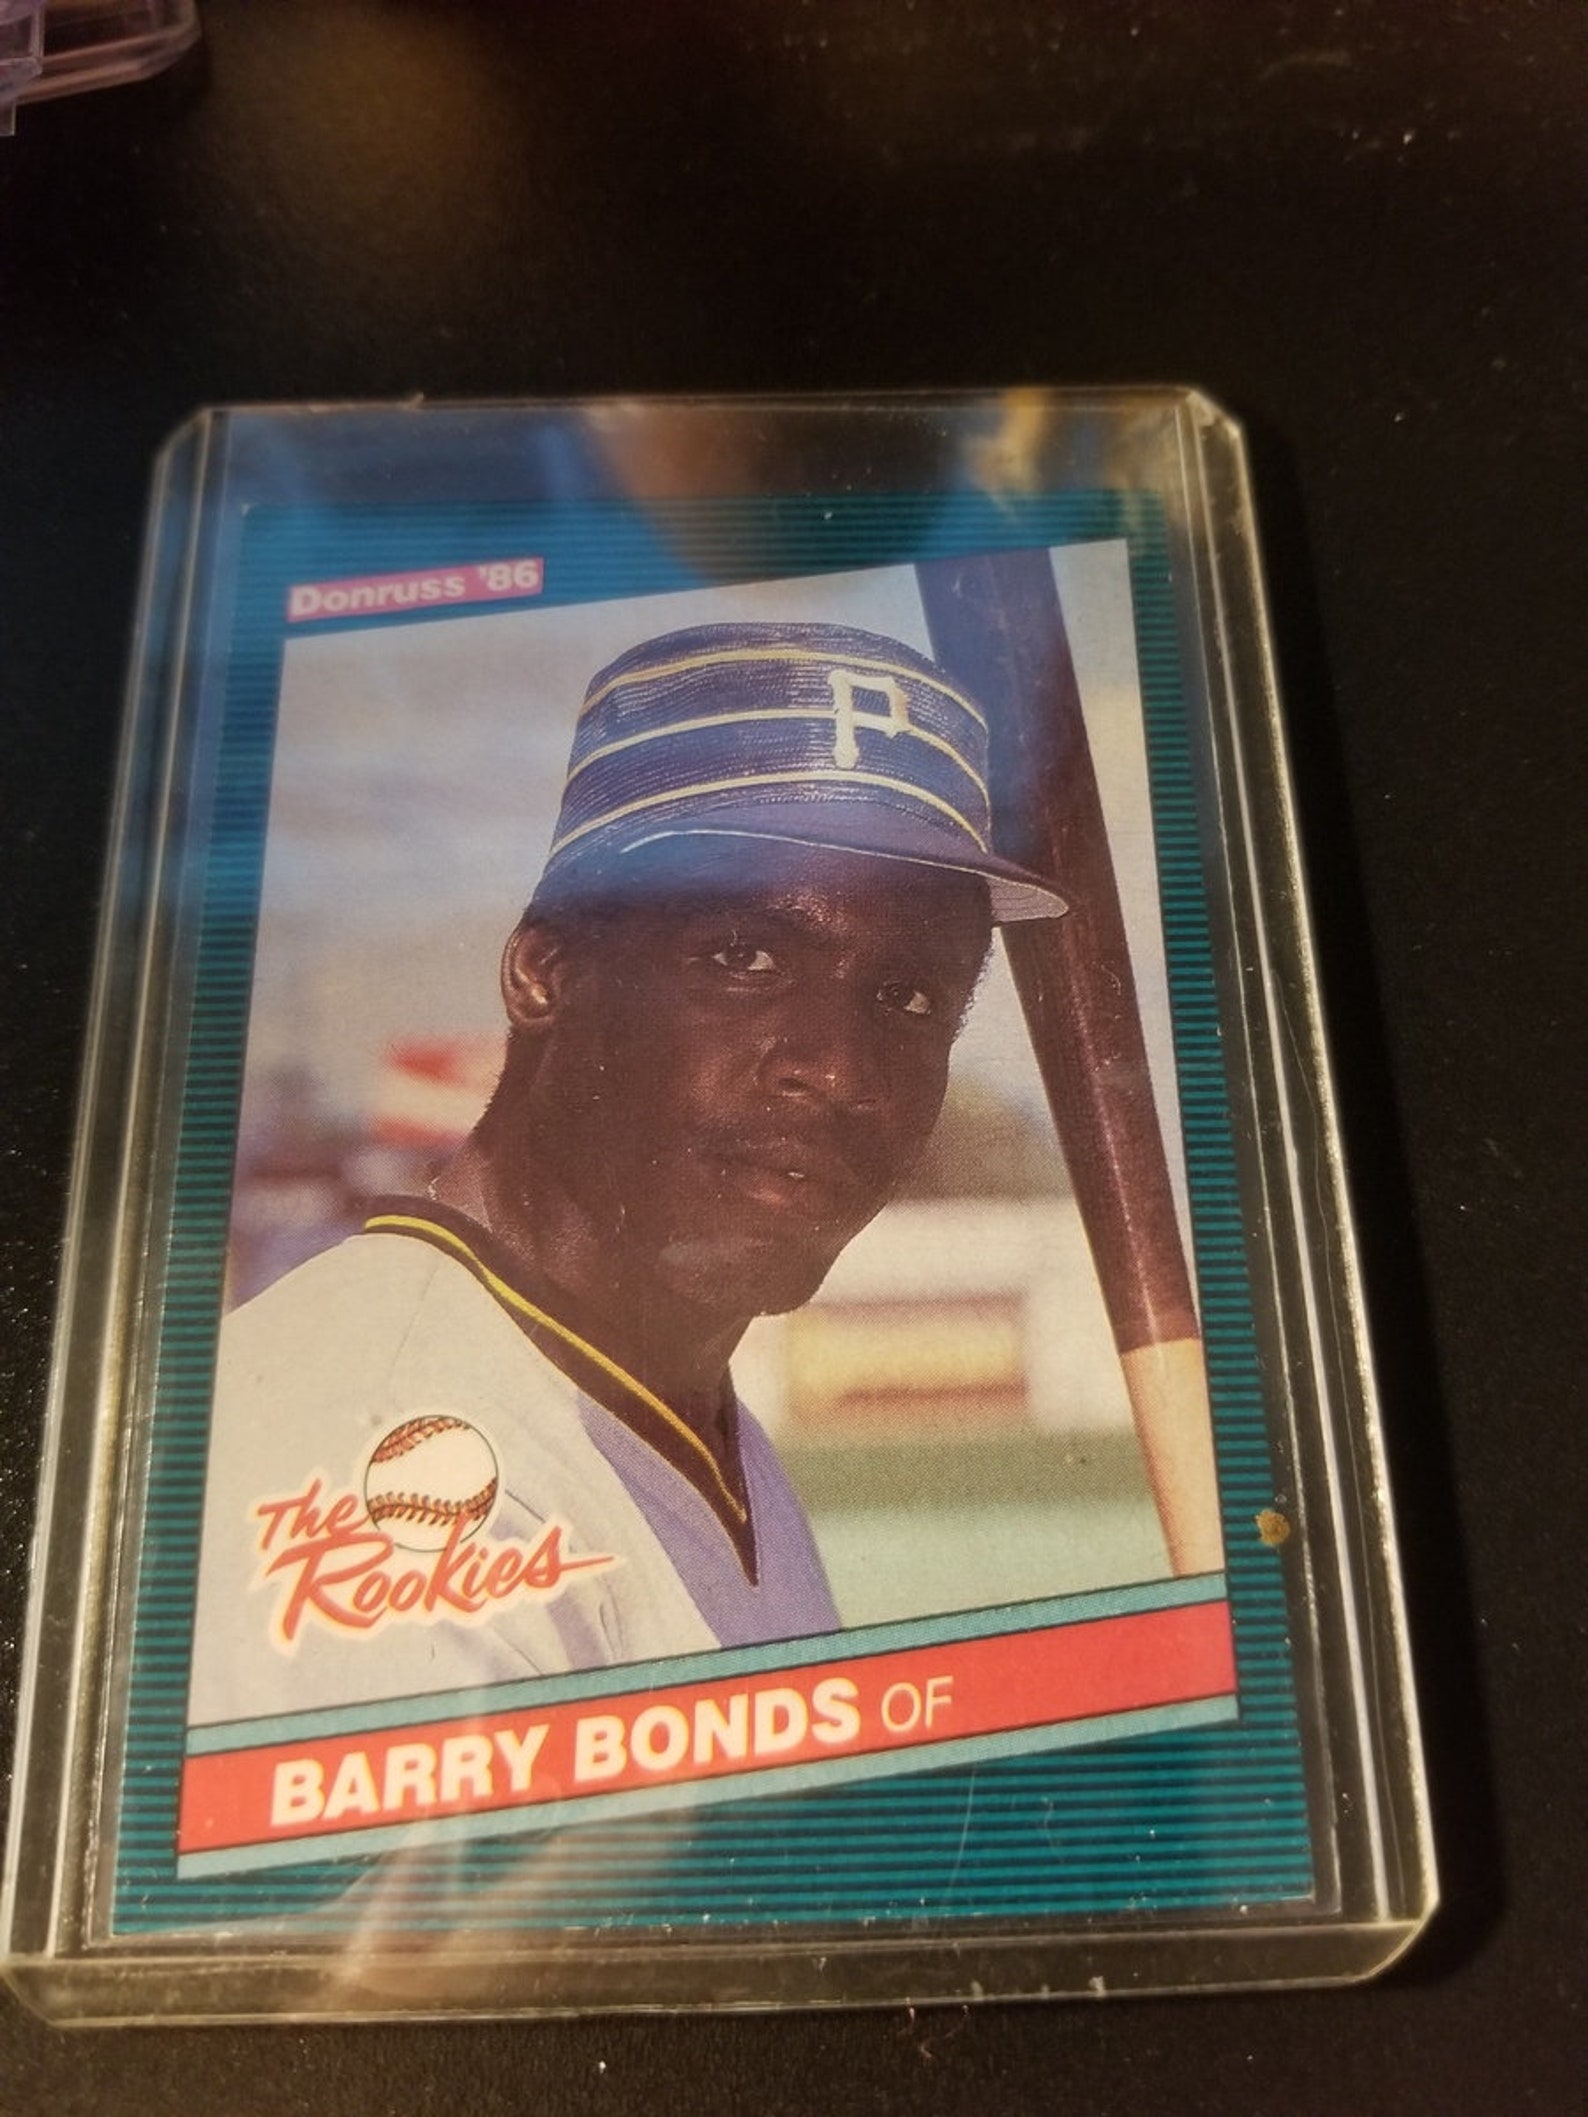 Donruss '86
P
The
Rookies
BARRY BONDS OF